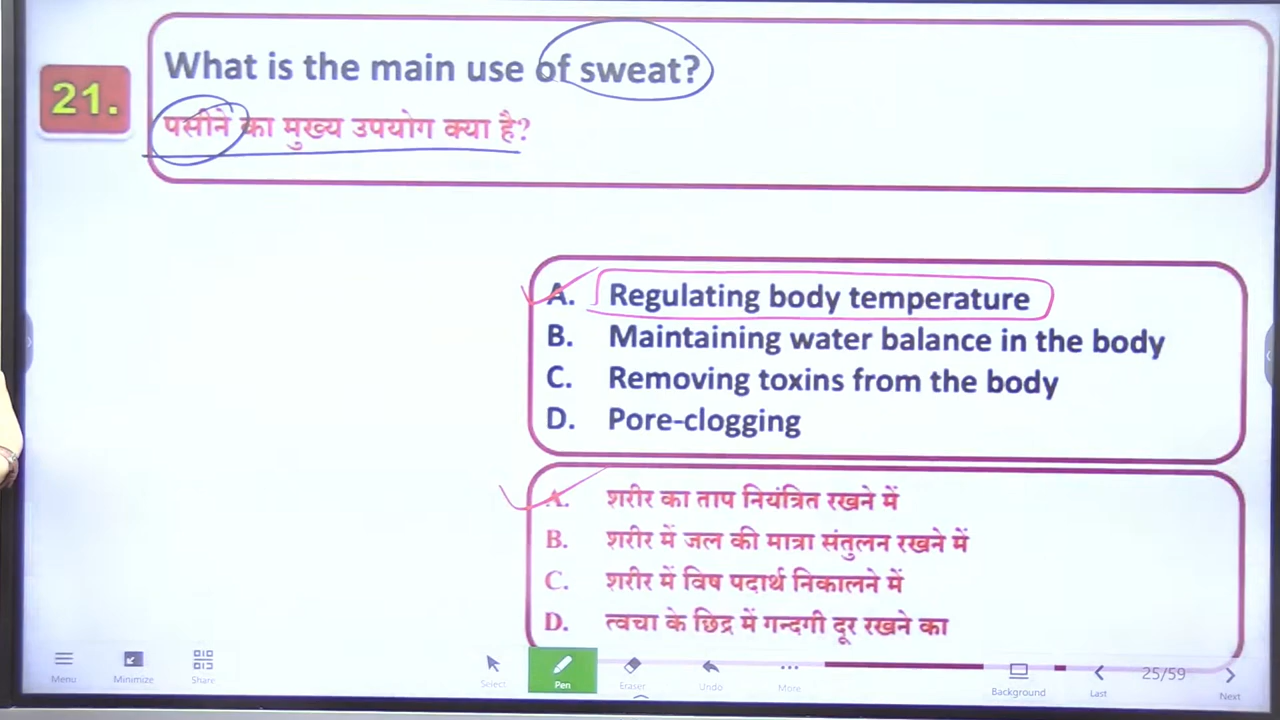 21.
What is the main use of sweat?
पसीने का मुख्य उपयोग क्या है?
A. Regulating body temperature
B. Maintaining water balance in the body
C. Removing toxins from the body
D. Pore-clogging
A. शरीर का ताप नियंत्रित रखने में
B. शरीर में जल की मात्रा संतुलन रखने में
C. शरीर में विष पदार्थ निकालने में
D. त्वचा के छिद्र में गन्दगी दूर रखने का
Menu Minimize Share Select Pen Eraser Undo More Background Last 25/59 Next